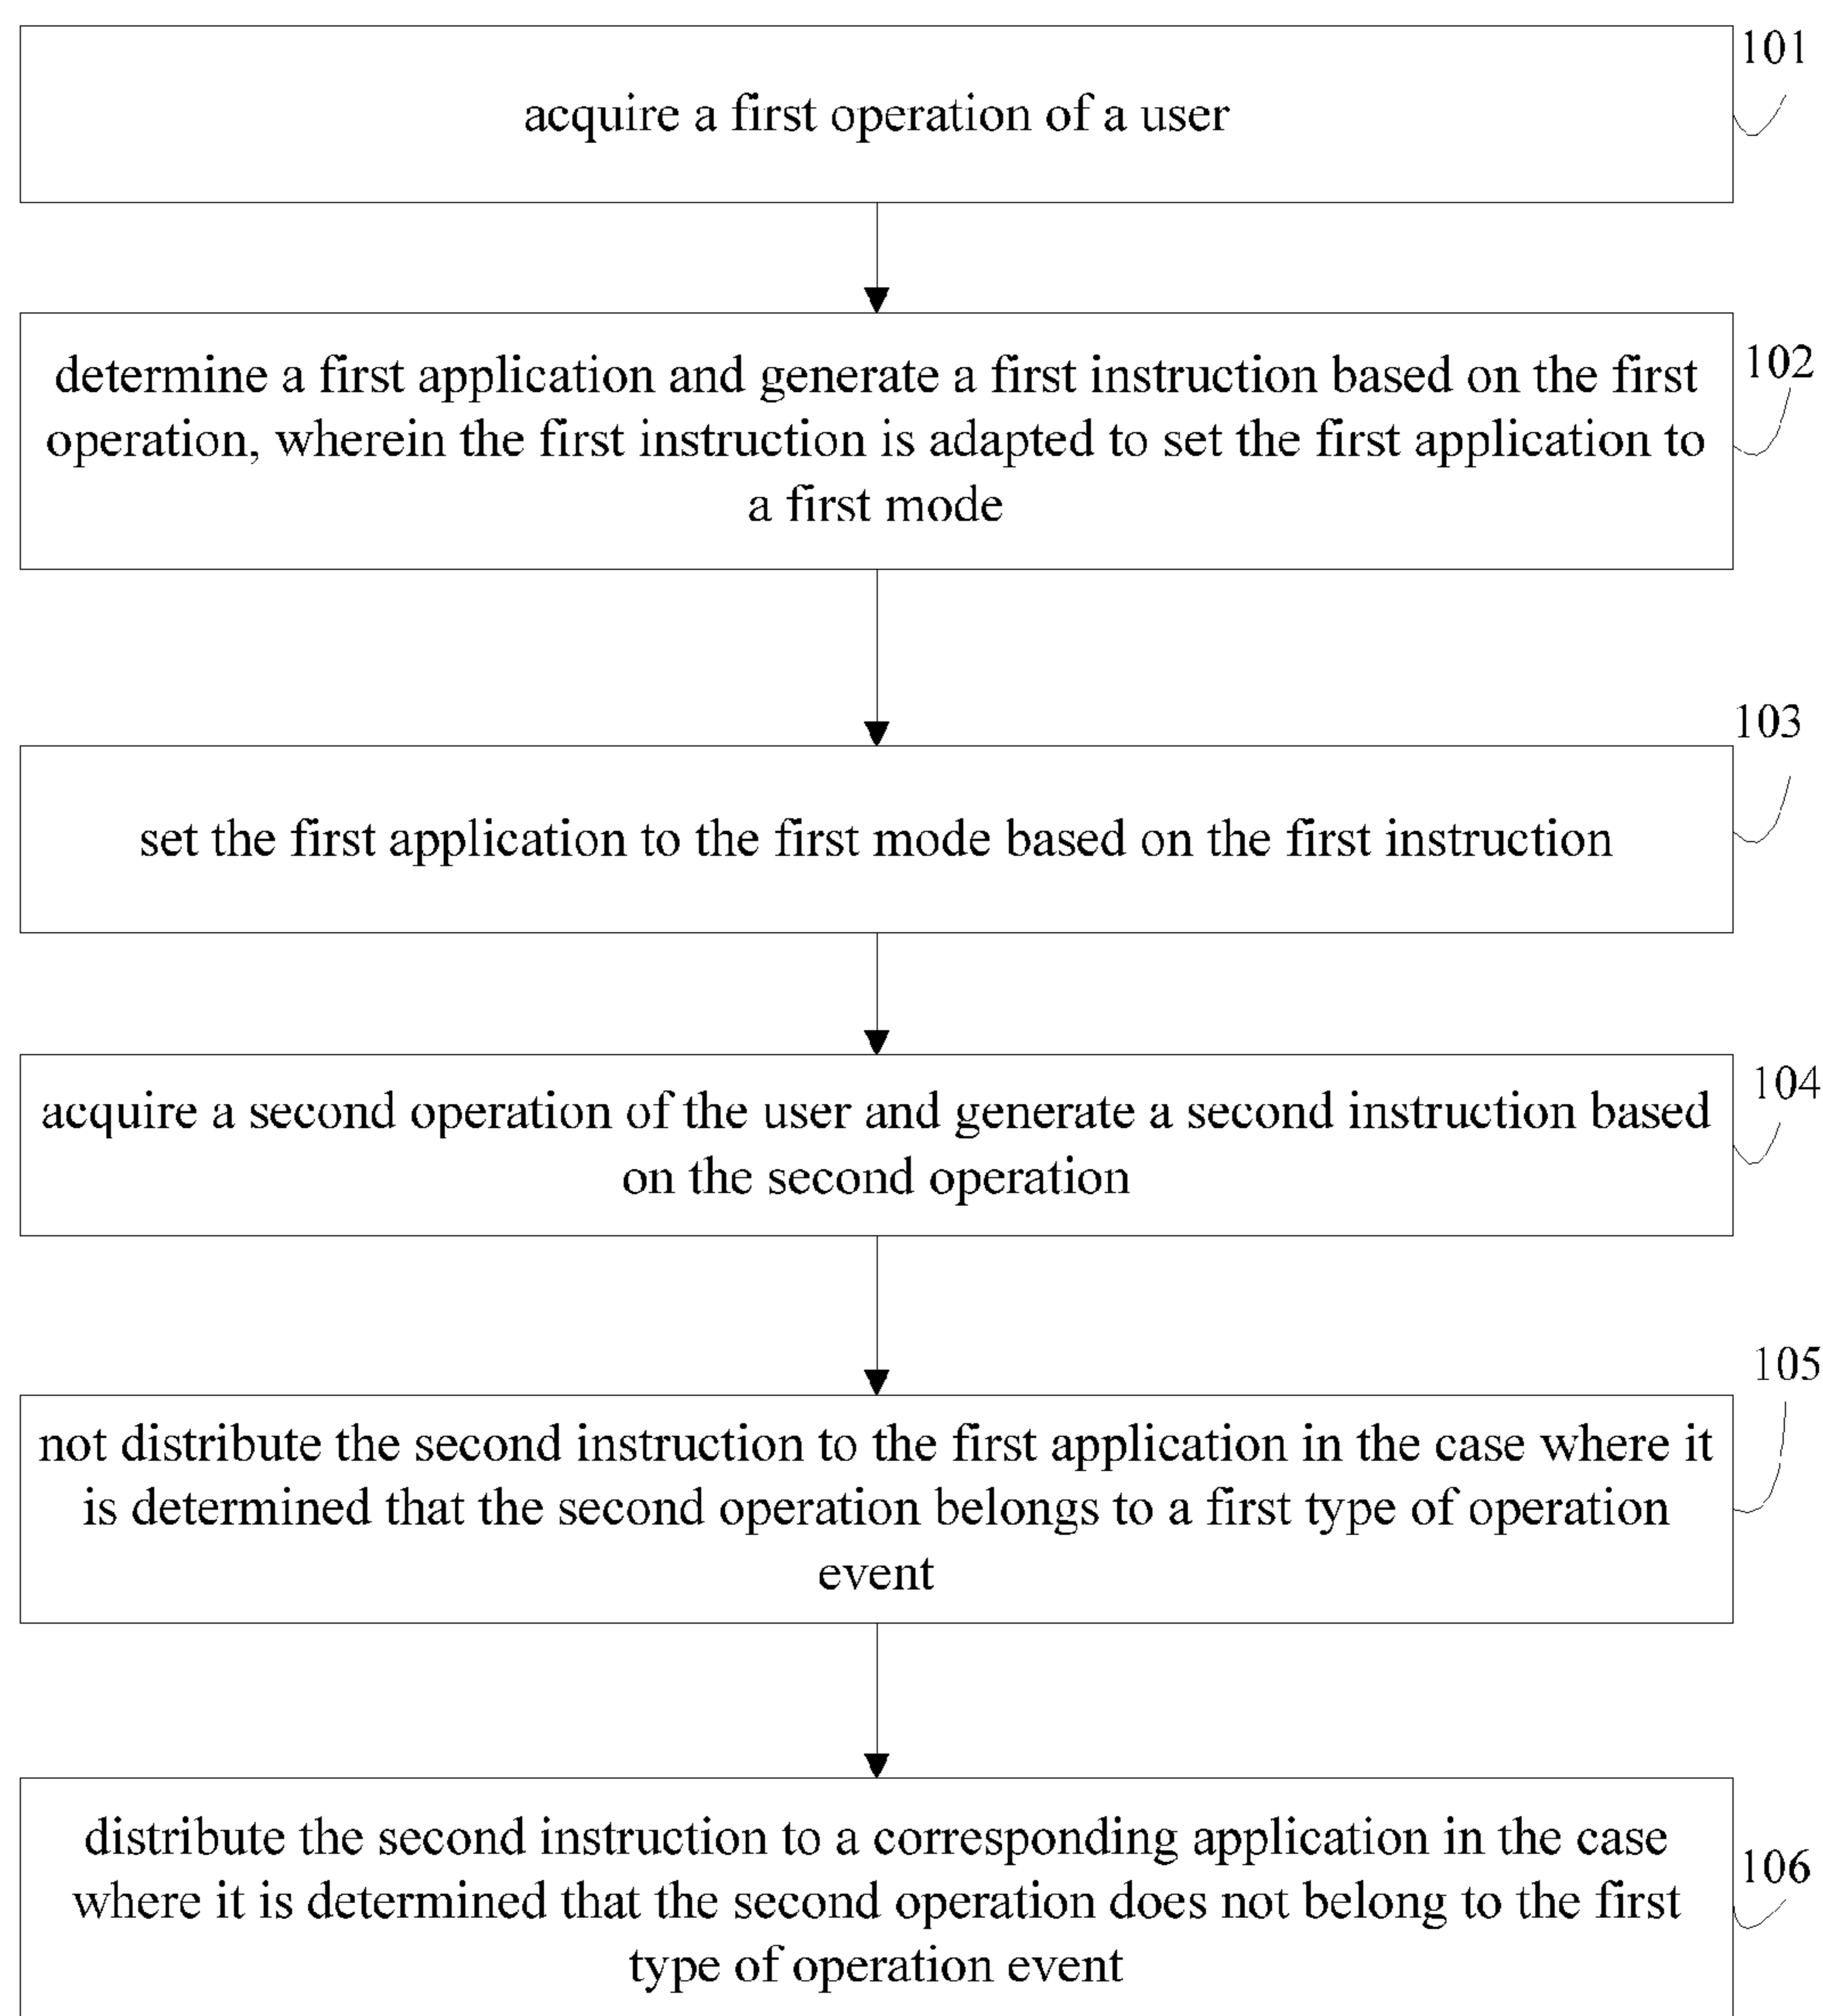 101
acquire a first operation of a user
102
determine a first application and generate a first instruction based on the first
operation, wherein the first instruction is adapted to set the first application to
a first mode
103
set the first application to the first mode based on the first instruction
104
acquire a second operation of the user and generate a second instruction based
on the second operation
105
not distribute the second instruction to the first application in the case where it
is determined that the second operation belongs to a first type of operation
event
106
distribute the second instruction to a corresponding application in the case
where it is determined that the second operation does not belong to the first
type of operation event